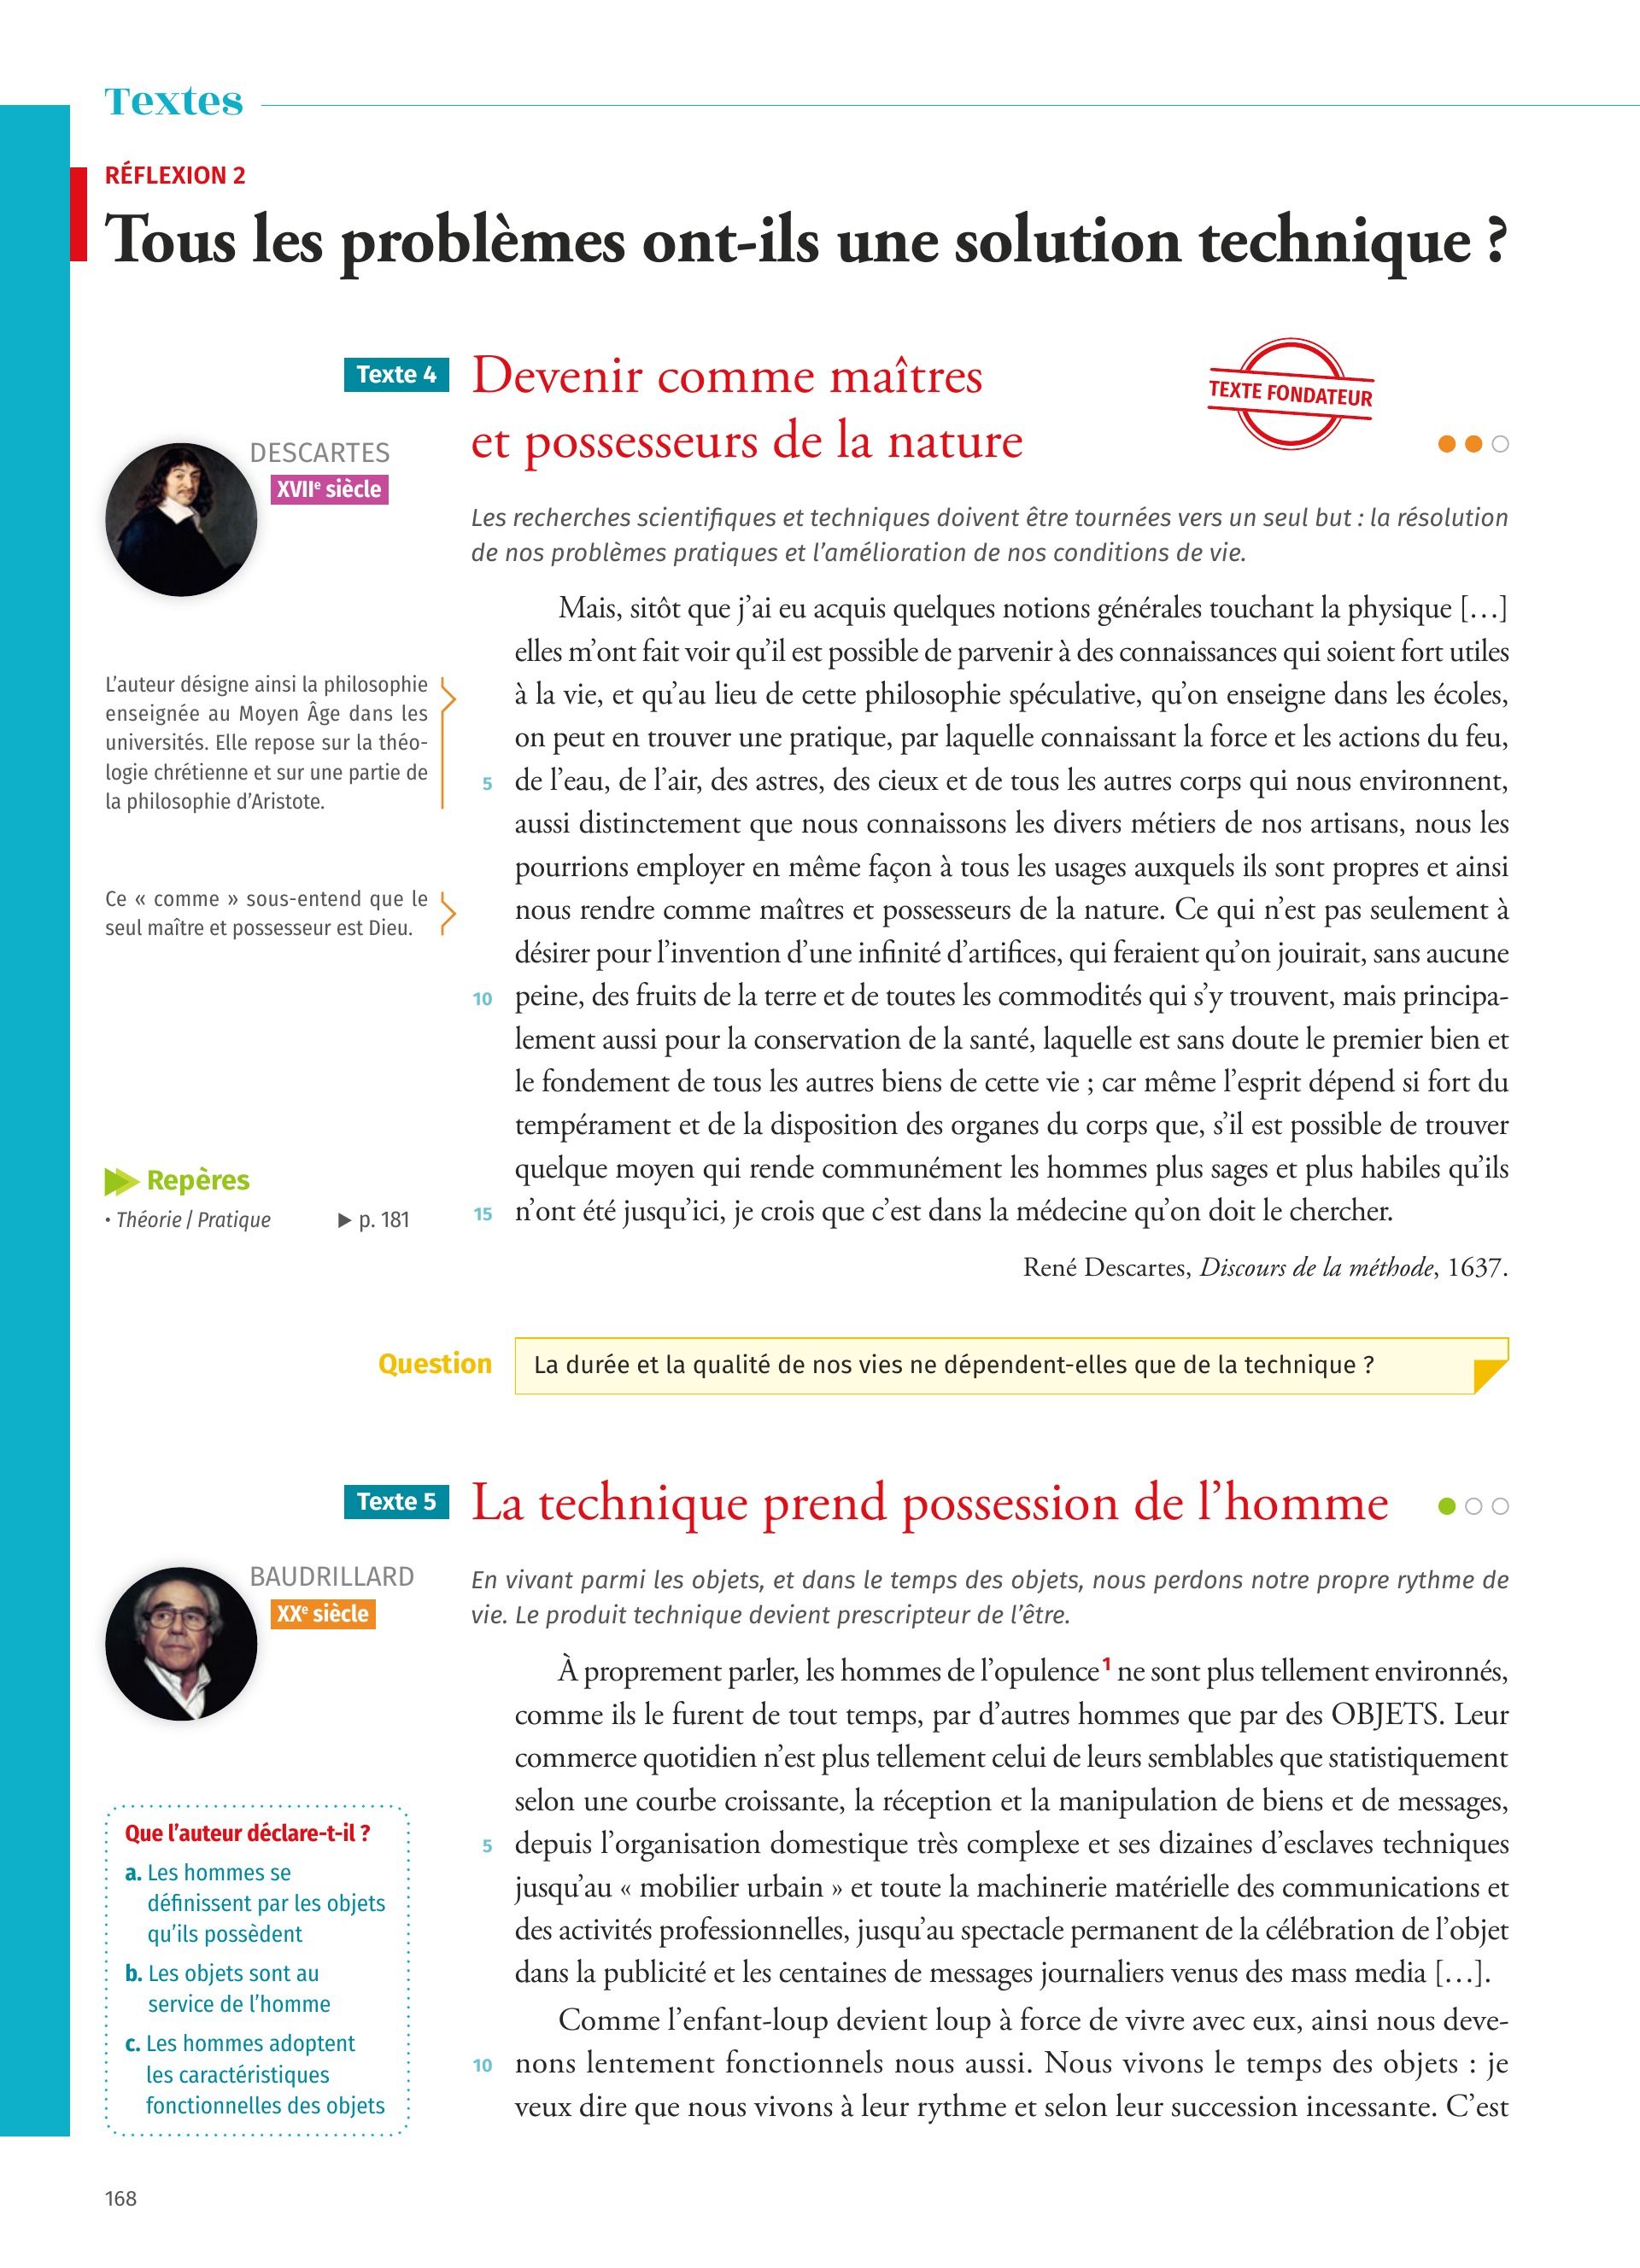 Textes
RÉFLEXION 2
Tous les problèmes ont-ils une solution technique ?
Texte 4
Devenir comme maîtres
et possesseurs de la nature
TEXTE FONDATEUR
DESCARTES
XVIIe siècle
Les recherches scientifiques et techniques doivent être tournées vers un seul but : la résolution
de nos problèmes pratiques et l'amélioration de nos conditions de vie.
Mais, sitôt que j'ai eu acquis quelques notions générales touchant la physique […]
elles m'ont fait voir qu'il est possible de parvenir à des connaissances qui soient fort utiles
à la vie, et qu'au lieu de cette philosophie spéculative, qu'on enseigne dans les écoles,
on peut en trouver une pratique, par laquelle connaissant la force et les actions du feu,
5 de l'eau, de l'air, des astres, des cieux et de tous les autres corps qui nous environnent,
aussi distinctement que nous connaissons les divers métiers de nos artisans, nous les
pourrions employer en même façon à tous les usages auxquels ils sont propres et ainsi
nous rendre comme maîtres et possesseurs de la nature. Ce qui n'est pas seulement à
désirer pour l'invention d'une infinité d'artifices, qui feraient qu'on jouirait, sans aucune
10 peine, des fruits de la terre et de toutes les commodités qui s'y trouvent, mais principa-
lement aussi pour la conservation de la santé, laquelle est sans doute le premier bien et
le fondement de tous les autres biens de cette vie ; car même l'esprit dépend si fort du
tempérament et de la disposition des organes du corps que, s'il est possible de trouver
quelque moyen qui rende communément les hommes plus sages et plus habiles qu'ils
15 n'ont été jusqu'ici, je crois que c'est dans la médecine qu'on doit le chercher.
René Descartes, Discours de la méthode, 1637.
L'auteur désigne ainsi la philosophie
enseignée au Moyen Âge dans les
universités. Elle repose sur la théo-
logie chrétienne et sur une partie de
la philosophie d'Aristote.
Ce « comme » sous-entend que le
seul maître et possesseur est Dieu.
Repères
• Théorie / Pratique ▶ p. 181
Question
La durée et la qualité de nos vies ne dépendent-elles que de la technique ?
Texte 5
La technique prend possession de l'homme
BAUDRILLARD
XXe siècle
En vivant parmi les objets, et dans le temps des objets, nous perdons notre propre rythme de
vie. Le produit technique devient prescripteur de l'être.
À proprement parler, les hommes de l'opulence1 ne sont plus tellement environnés,
comme ils le furent de tout temps, par d'autres hommes que par des OBJETS. Leur
commerce quotidien n'est plus tellement celui de leurs semblables que statistiquement
selon une courbe croissante, la réception et la manipulation de biens et de messages,
5 depuis l'organisation domestique très complexe et ses dizaines d'esclaves techniques
jusqu'au « mobilier urbain » et toute la machinerie matérielle des communications et
des activités professionnelles, jusqu'au spectacle permanent de la célébration de l'objet
dans la publicité et les centaines de messages journaliers venus des mass media […].
Comme l'enfant-loup devient loup à force de vivre avec eux, ainsi nous deve-
10 nons lentement fonctionnels nous aussi. Nous vivons le temps des objets : je
veux dire que nous vivons à leur rythme et selon leur succession incessante. C'est
Que l'auteur déclare-t-il ?
a. Les hommes se
définissent par les objets
qu'ils possèdent
b. Les objets sont au
service de l'homme
c. Les hommes adoptent
les caractéristiques
fonctionnelles des objets
168